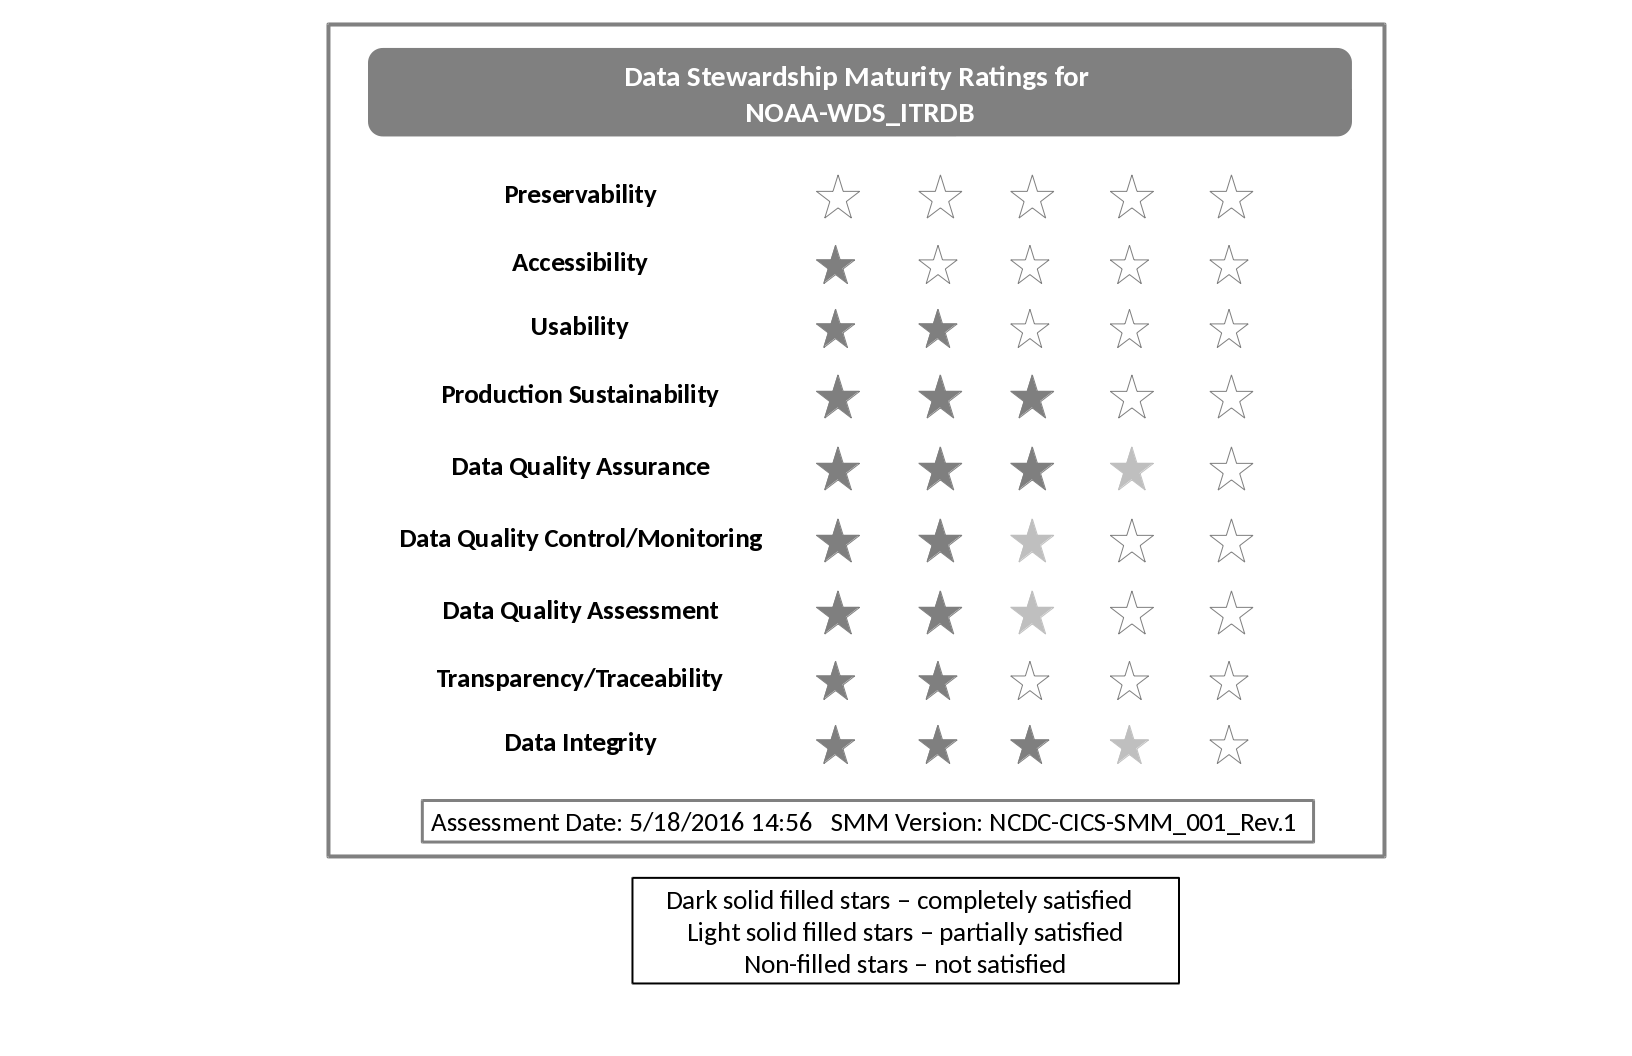 Data Stewardship Maturity Ratings for
NOAA-WDS_ITRDB
Preservability
Accessibility
Usability
Production Sustainability
Data Quality Assurance
Data Quality Control/Monitoring
Data Quality Assessment
Transparency/Traceability
Data Integrity
Assessment Date: 5/18/2016 14:56   SMM Version: NCDC-CICS-SMM_001_Rev.1
Dark solid filled stars – completely satisfied
Light solid filled stars – partially satisfied
Non-filled stars – not satisfied